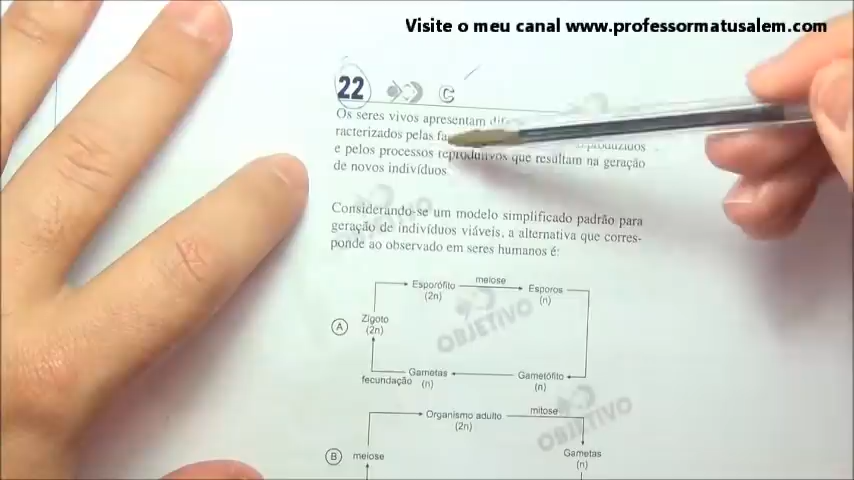 Visite o meu canal www.professormatusalem.com
22 C
Os seres vivos apresentam
racterizados pelas
e pelos processos reprodutivos que resultam na geração
de novos indivíduos.
Considerando-se um modelo simplificado padrão para
geração de indivíduos viáveis, a alternativa que corres-
ponde ao observado em seres humanos é:
meiose
Esporófito Esporos
(2n) (n)
Zigoto
(2n)
A
OBJETIVO
Gametas Gametófito
fecundação (n) (n)
OBJETIVO
Organismo adulto mitose
(2n)
B meiose Gametas
(n)